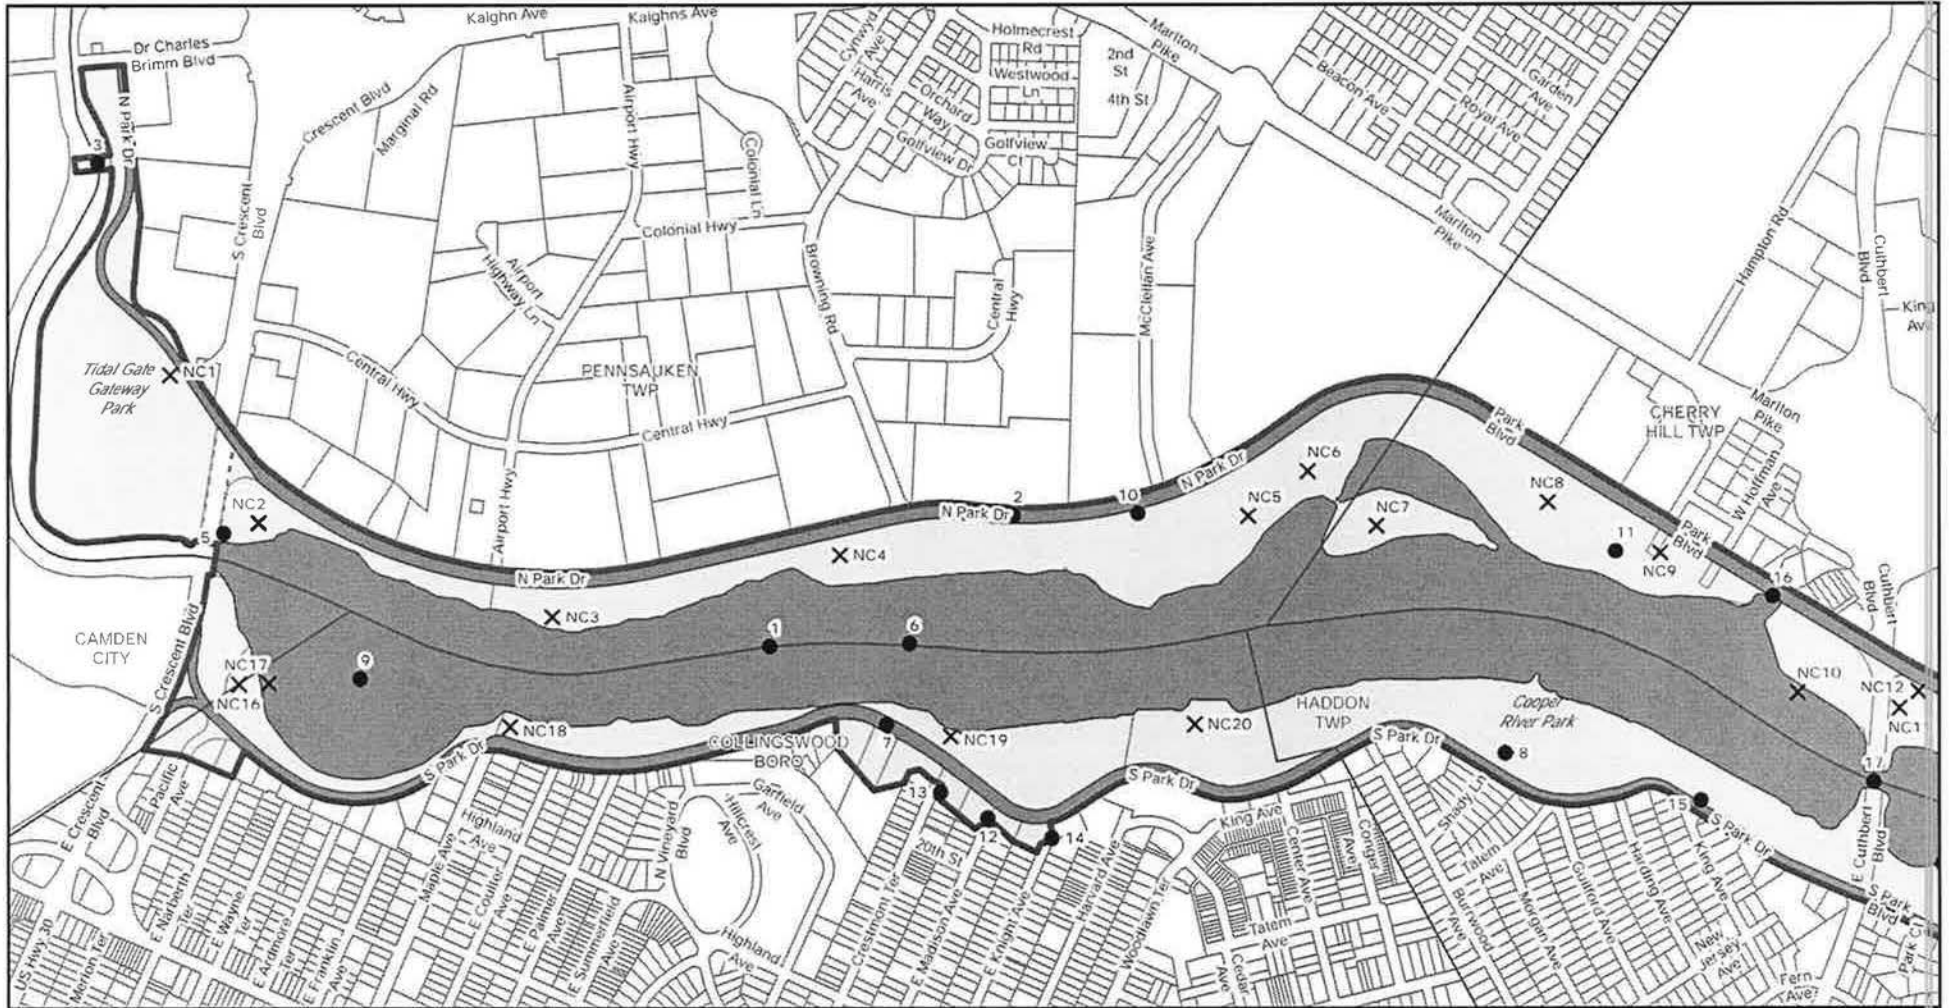 Kaighn Ave
Kaighns Ave
Dr Charles
Brimm Blvd
N Park Dr
3
Crescent Blvd
Marginal Rd
Airport Hwy
S Crescent
Blvd
Colonial Ln
Colonial Hwy
Airport
Highway Ln
Browning Rd
Gynwyd
Ave
Harris
Ave
Orchard
Way
Golfview Dr
Holmecrest
Rd
Westwood
Ln
Golfview
Ct
2nd
St
4th St
Marlton
Pike
Beacon Ave
Royal Ave
Garden
Ave
Marlton
Pike
McClellan Ave
Central
Hwy
Hampton Rd
Cuthbert
Blvd
King
Ave
Tidal Gate
Gateway
Park
NC1
Central Hwy
PENNSAUKEN
TWP
Central Hwy
Airport Hwy
Marlton
Pike
CHERRY
HILL TWP
W Hoffman
Ave
Park
Blvd
Park
Blvd
NC2
5
N Park Dr
2
10
N Park Dr
NC6
NC5
NC7
NC8
11
NC9
16
Cuthbert
Blvd
NC4
N Park Dr
NC3
1
6
9
CAMDEN
CITY
S Crescent Blvd
NC17
NC16
NC18
S Park Dr
COLLINGSWOOD
BORO
7
NC19
NC20
HADDON
TWP
Cooper
River Park
NC10
NC12
NC1
S Park Dr
8
S Park Dr
15
S Park Dr
17
E Cuthbert
Blvd
S Park
Blvd
13
12
14
E Crescent
Blvd
Pacific
Ave
US Hwy 30
Merion Ter
E Narberth
Ter
E Wayne
Ter
E Ardmore
Ter
E Franklin
Ave
Maple Ave
Highland
Ave
E Coulter
Ave
E Palmer
Ave
E Summerfield
Ave
N Vineyard
Blvd
Hillcrest
Ave
Garfield
Ave
Highland
Ave
20th St
Crestmont Ter
E Madison Ave
E Knight Ave
Harvard Ave
Woodlawn Ter
King Ave
Center Ave
Conger
Ave
Tatem
Ave
Cedar
Ave
Shady Ln
Tatem
Ave
Burrwood
Ave
Morgan Ave
Guilford Ave
Harding Ave
King Ave
New
Jersey
Ave
Fern
Ave
Park